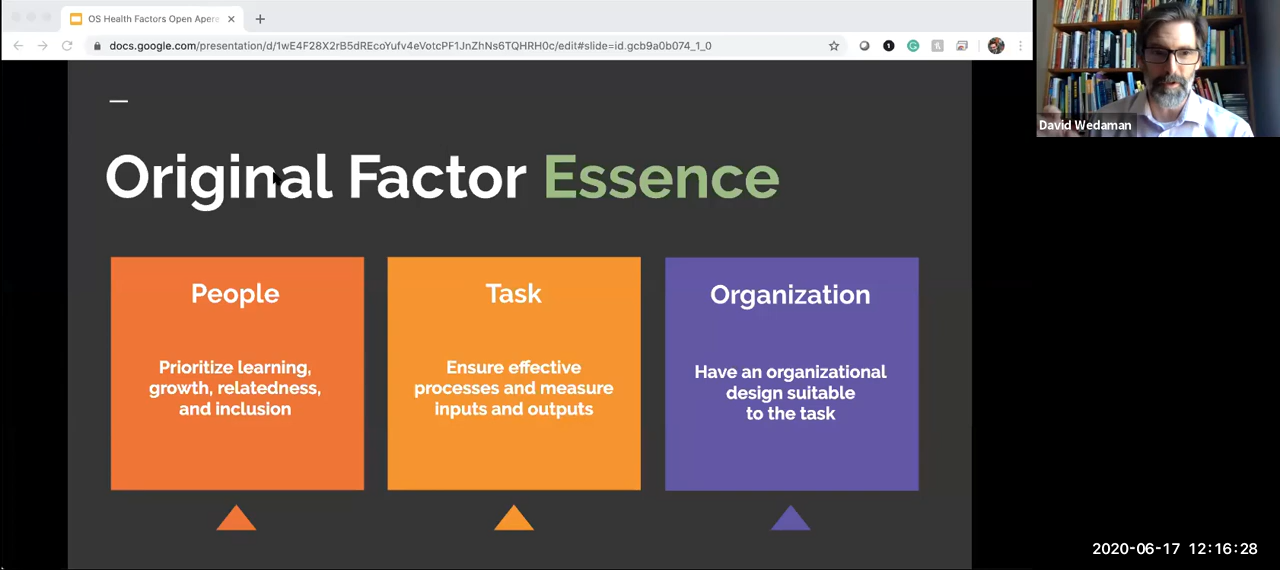 OS Health Factors Open Apere
docs.google.com/presentation/d/1wE4F28X2rB5dREcoYufv4eVotcPF1JnZhNs6TQHRH0c/edit#slide=id.gcb9a0b074_1_0
David Wedaman
Original Factor Essence
People
Prioritize learning,
growth, relatedness,
and inclusion
Task
Ensure effective
processes and measure
inputs and outputs
Organization
Have an organizational
design suitable
to the task
2020-06-17 12:16:28